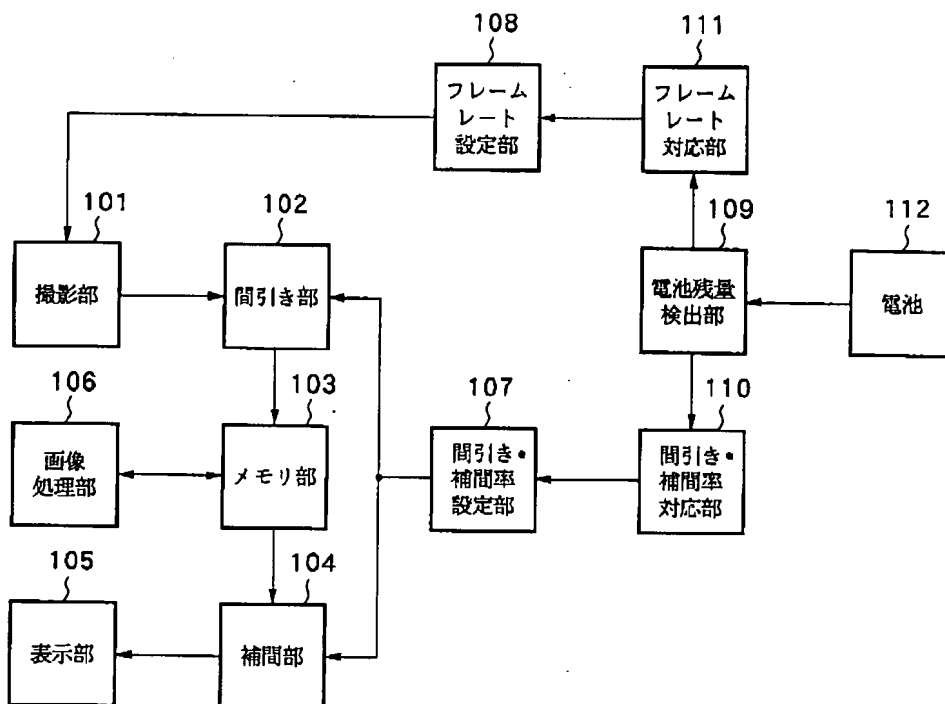 108
111
フレーム
レート
設定部
フレーム
レート
対応部
101
102
109
112
撮影部
間引き部
電池残量
検出部
電池
106
103
107
110
画像
処理部
メモリ部
間引き・
補間率
設定部
間引き・
補間率
対応部
105
104
表示部
補間部